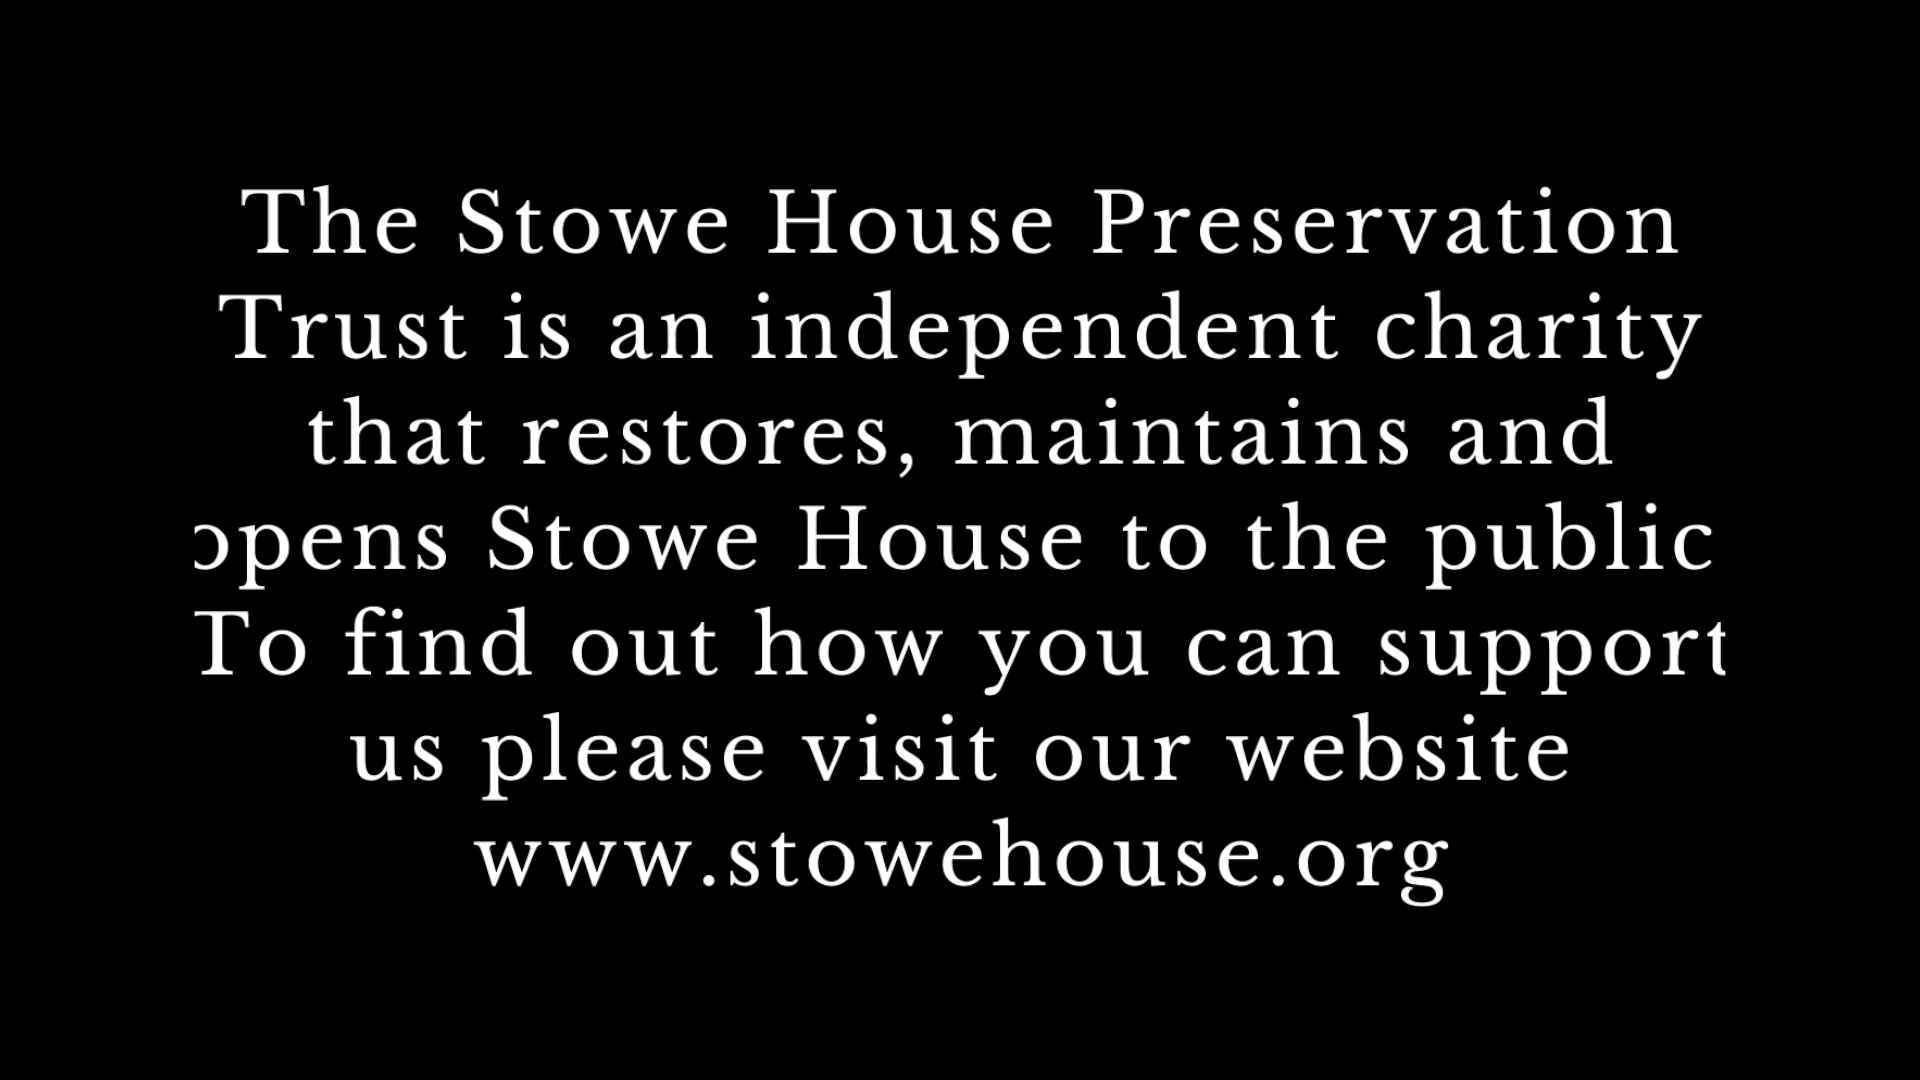 The Stowe House Preservation
Trust is an independent charity
that restores, maintains and
opens Stowe House to the public
To find out how you can support
us please visit our website
www.stowehouse.org